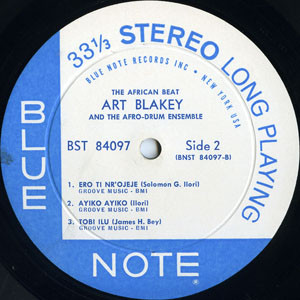 33⅓ STEREO LONG PLAYING
BLUE NOTE RECORDS INC • NEW YORK USA
THE AFRICAN BEAT
ART BLAKEY
AND THE AFRO-DRUM ENSEMBLE
BST 84097
Side 2
(BNST 84097-B)
1. ERO TI NR'OJEJE (Solomon G. Ilori)
GROOVE MUSIC - BMI
2. AYIKO AYIKO (Ilori)
GROOVE MUSIC - BMI
3. TOBI ILU (James H. Bey)
GROOVE MUSIC - BMI
BLUE
NOTE
®